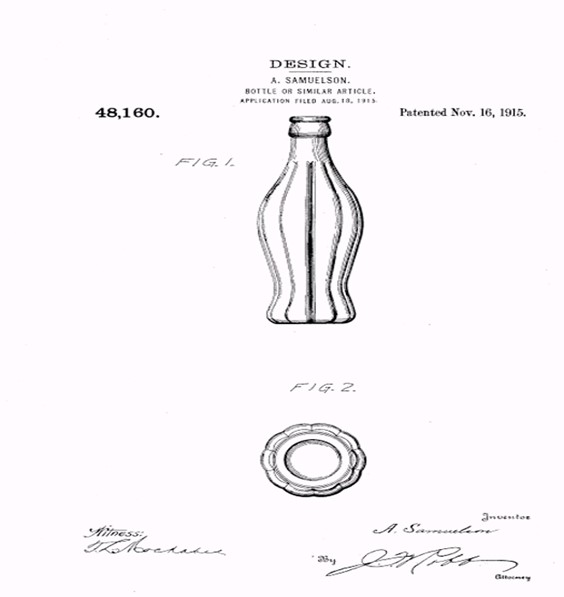 DESIGN.
A. SAMUELSON.
BOTTLE OR SIMILAR ARTICLE.
APPLICATION FILED AUG. 18, 1915.
48,160.
Patented Nov. 16, 1915.
FIG. 1.
FIG. 2.
Inventor
A. Samuelson
Witness:
By
Attorney